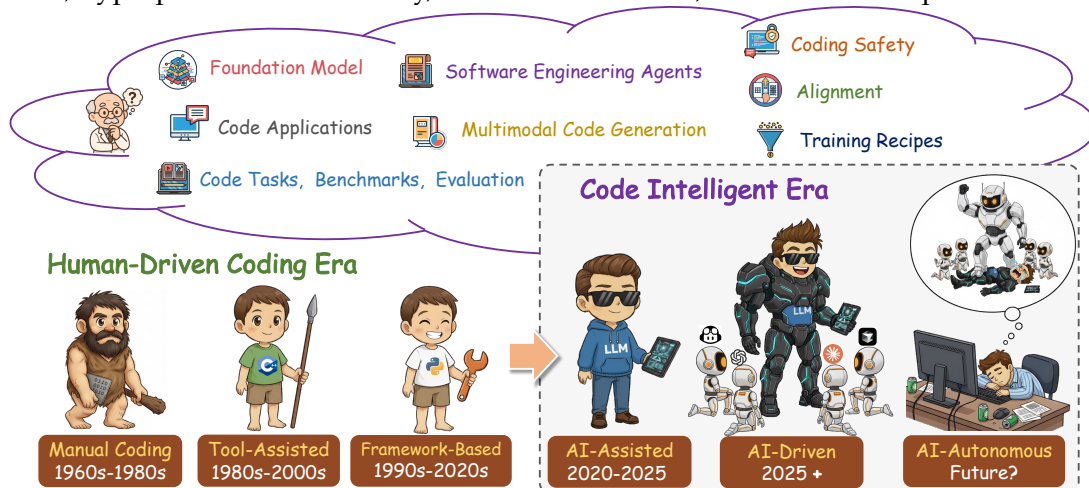 Foundation Model
Software Engineering Agents
Coding Safety
Alignment
Code Applications
Multimodal Code Generation
Training Recipes
Code Tasks, Benchmarks, Evaluation
Code Intelligent Era
Human-Driven Coding Era
?
C++
LLM
LLM
Manual Coding
1960s-1980s
Tool-Assisted
1980s-2000s
Framework-Based
1990s-2020s
AI-Assisted
2020-2025
AI-Driven
2025 +
AI-Autonomous
Future?